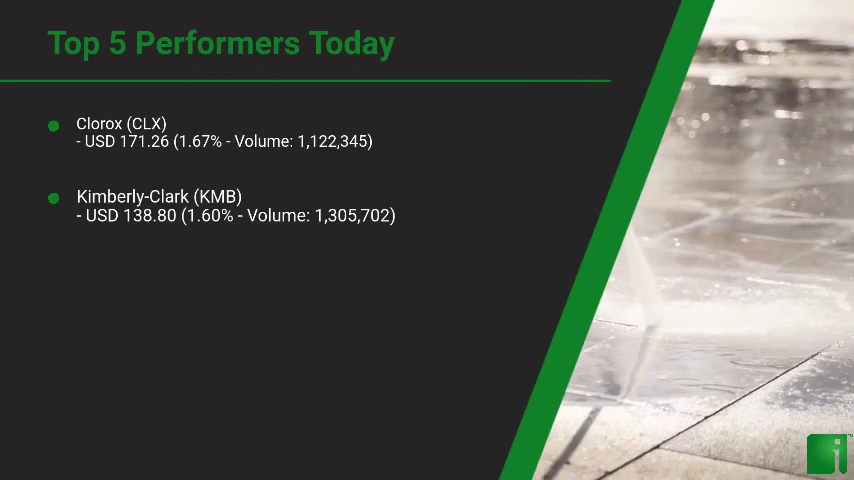 Top 5 Performers Today
Clorox (CLX)
- USD 171.26 (1.67% - Volume: 1,122,345)
Kimberly-Clark (KMB)
- USD 138.80 (1.60% - Volume: 1,305,702)
i